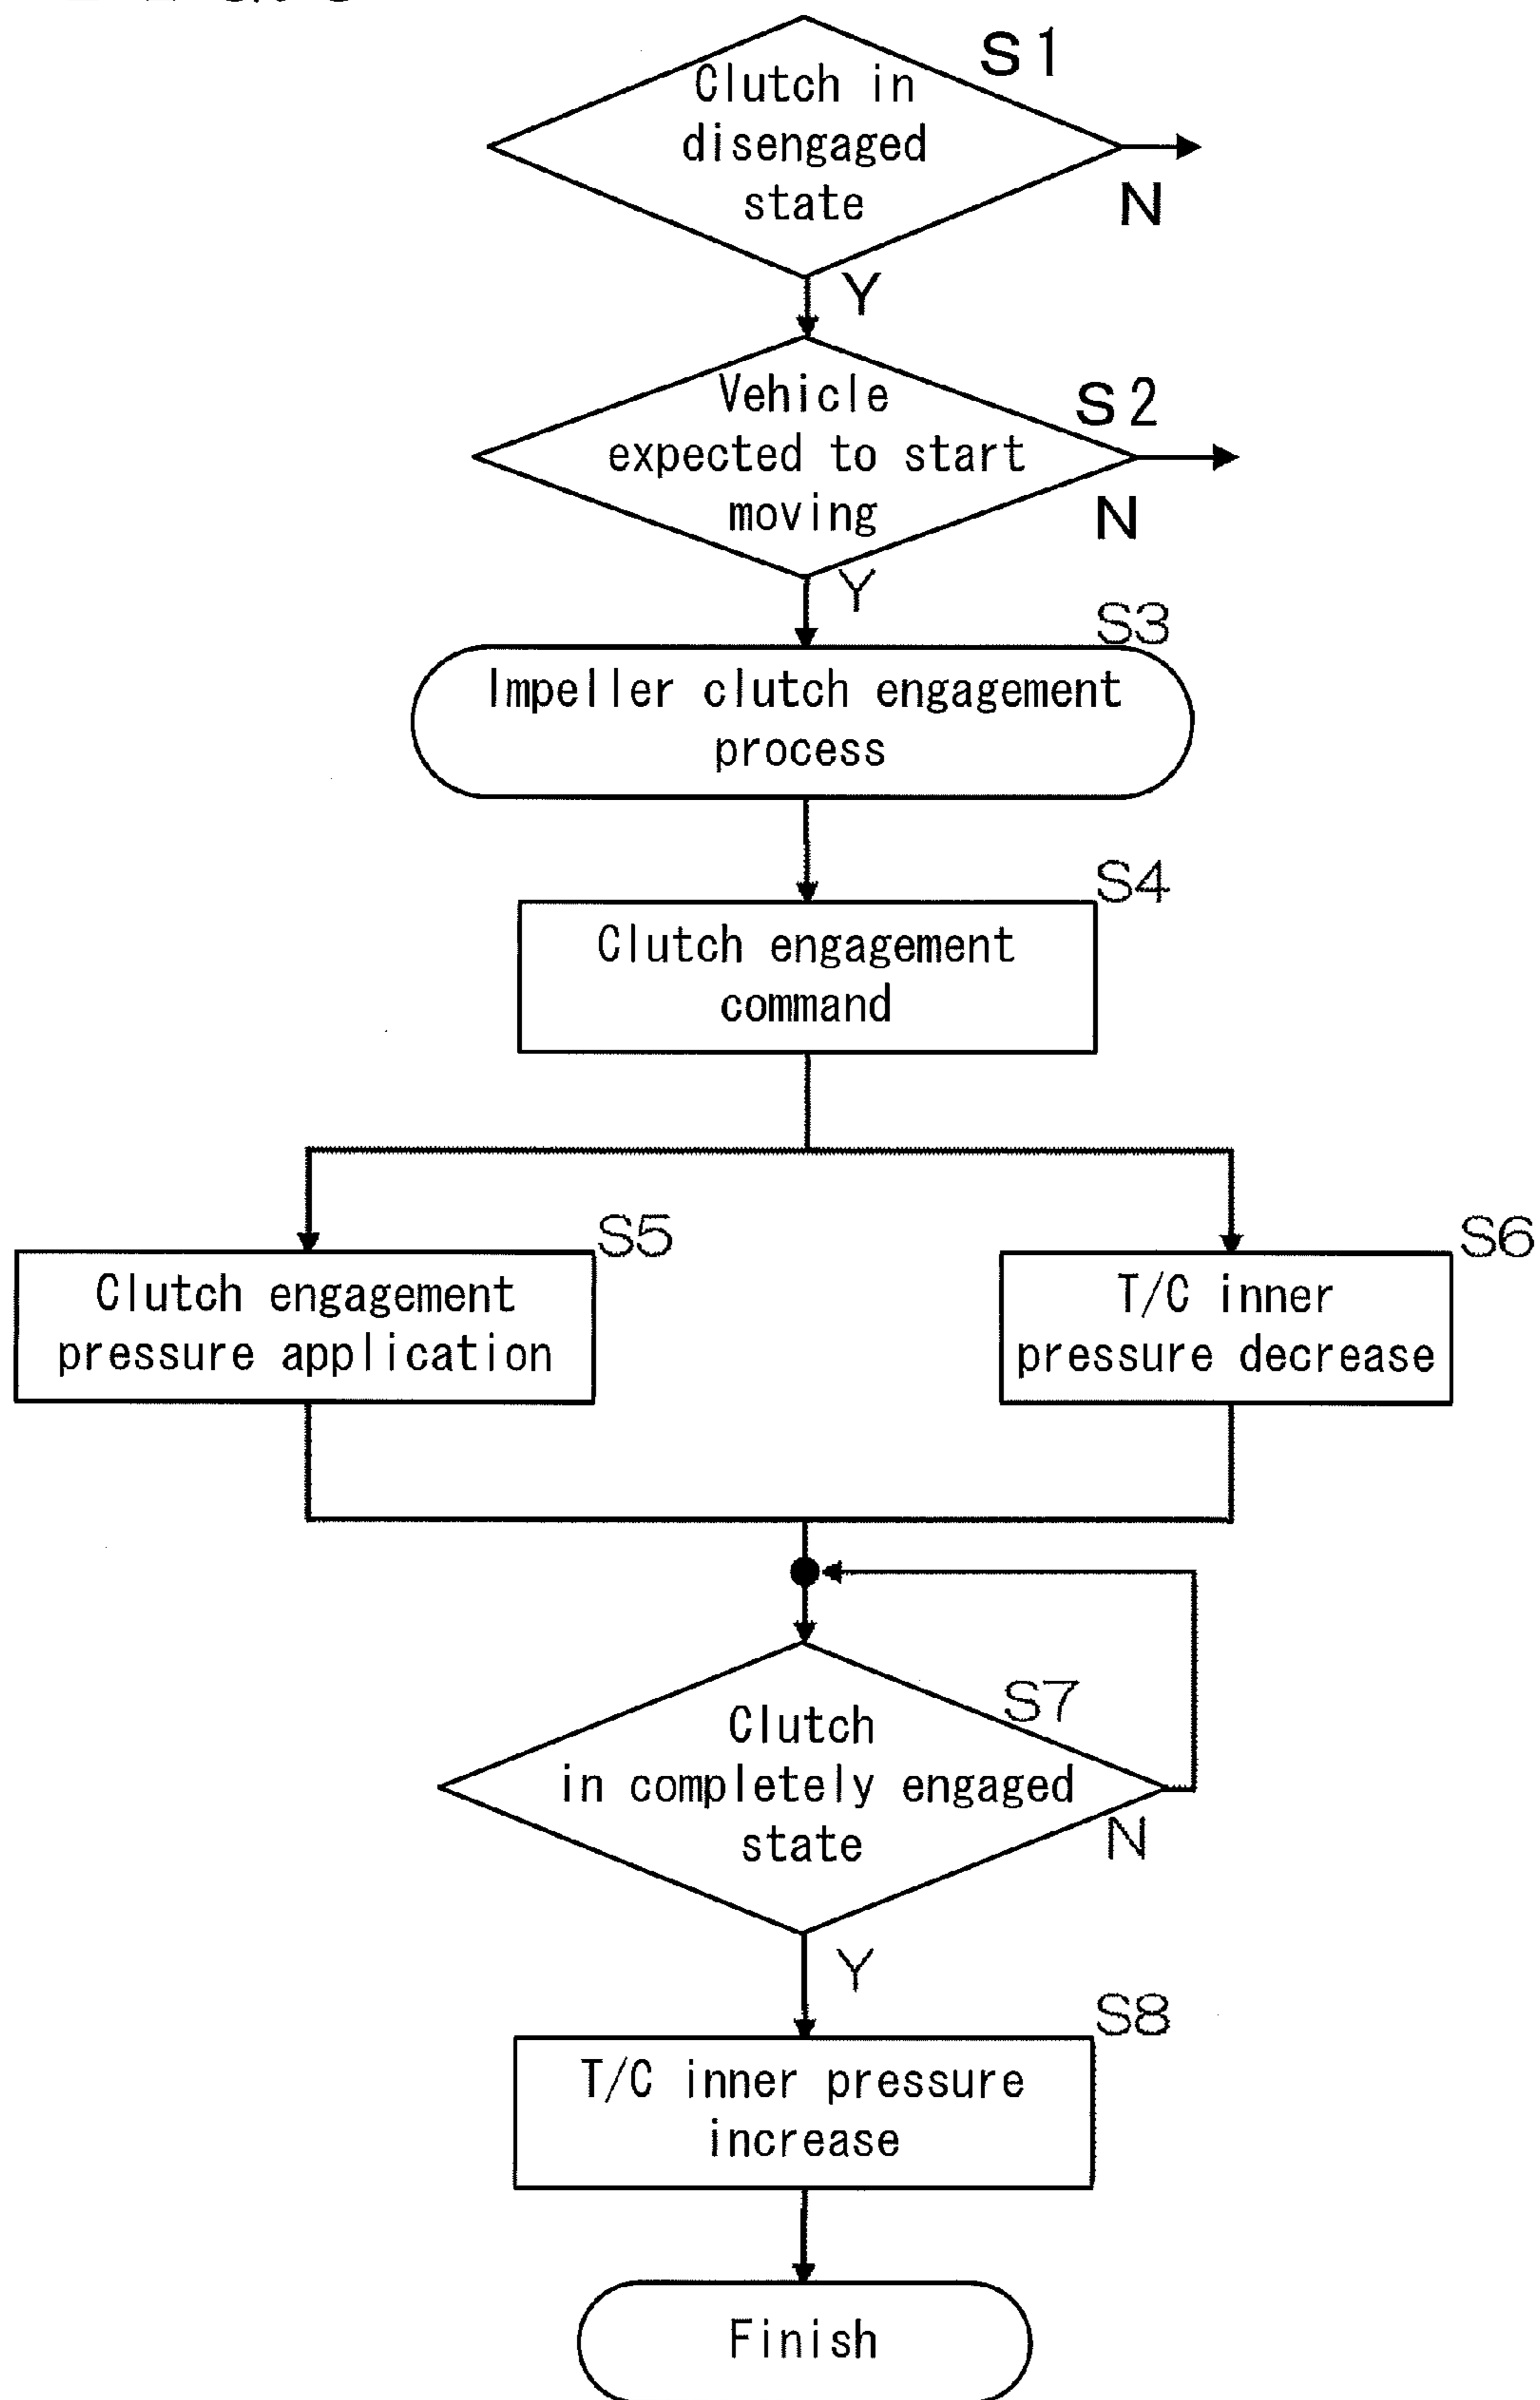 S1
Clutch in
disengaged
state
N
Y
Vehicle
S2
expected to start
moving
N
Y
S3
Impeller clutch engagement
process
S4
Clutch engagement
command
S5
Clutch engagement
pressure application
S6
T/C inner
pressure decrease
S7
Clutch
in completely engaged
state
N
Y
S8
T/C inner pressure
increase
Finish